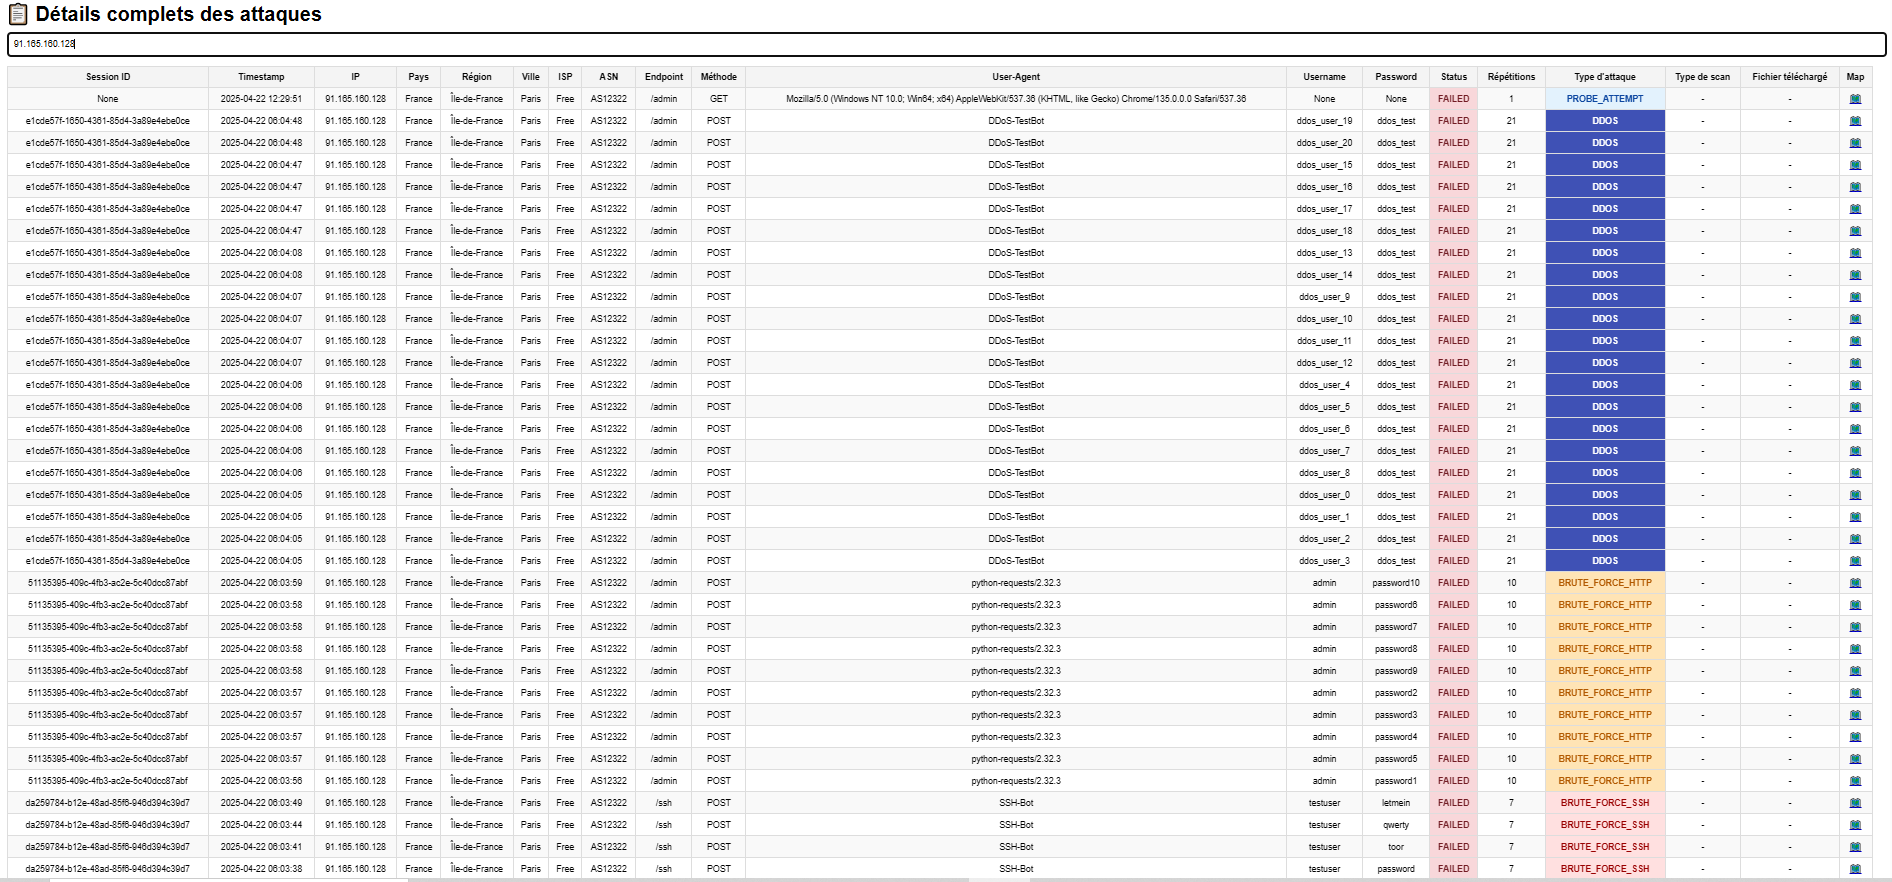 Détails complets des attaques
91.165.160.128
Session ID Timestamp IP Pays Région Ville ISP ASN Endpoint Méthode User-Agent Username Password Status Répétitions Type d'attaque Type de scan Fichier téléchargé Map
None 2025-04-22 12:29:51 91.165.160.128 France Île-de-France Paris Free AS12322 /admin GET Mozilla/5.0 (Windows NT 10.0; Win64; x64) AppleWebKit/537.36 (KHTML, like Gecko) Chrome/135.0.0.0 Safari/537.36 None None FAILED 1 PROBE_ATTEMPT - -
e1cde57f-1650-4361-85d4-3a89e4ebe0ce 2025-04-22 06:04:48 91.165.160.128 France Île-de-France Paris Free AS12322 /admin POST DDoS-TestBot ddos_user_19 ddos_test FAILED 21 DDOS - -
e1cde57f-1650-4361-85d4-3a89e4ebe0ce 2025-04-22 06:04:48 91.165.160.128 France Île-de-France Paris Free AS12322 /admin POST DDoS-TestBot ddos_user_20 ddos_test FAILED 21 DDOS - -
e1cde57f-1650-4361-85d4-3a89e4ebe0ce 2025-04-22 06:04:47 91.165.160.128 France Île-de-France Paris Free AS12322 /admin POST DDoS-TestBot ddos_user_15 ddos_test FAILED 21 DDOS - -
e1cde57f-1650-4361-85d4-3a89e4ebe0ce 2025-04-22 06:04:47 91.165.160.128 France Île-de-France Paris Free AS12322 /admin POST DDoS-TestBot ddos_user_16 ddos_test FAILED 21 DDOS - -
e1cde57f-1650-4361-85d4-3a89e4ebe0ce 2025-04-22 06:04:47 91.165.160.128 France Île-de-France Paris Free AS12322 /admin POST DDoS-TestBot ddos_user_17 ddos_test FAILED 21 DDOS - -
e1cde57f-1650-4361-85d4-3a89e4ebe0ce 2025-04-22 06:04:47 91.165.160.128 France Île-de-France Paris Free AS12322 /admin POST DDoS-TestBot ddos_user_18 ddos_test FAILED 21 DDOS - -
e1cde57f-1650-4361-85d4-3a89e4ebe0ce 2025-04-22 06:04:08 91.165.160.128 France Île-de-France Paris Free AS12322 /admin POST DDoS-TestBot ddos_user_13 ddos_test FAILED 21 DDOS - -
e1cde57f-1650-4361-85d4-3a89e4ebe0ce 2025-04-22 06:04:08 91.165.160.128 France Île-de-France Paris Free AS12322 /admin POST DDoS-TestBot ddos_user_14 ddos_test FAILED 21 DDOS - -
e1cde57f-1650-4361-85d4-3a89e4ebe0ce 2025-04-22 06:04:07 91.165.160.128 France Île-de-France Paris Free AS12322 /admin POST DDoS-TestBot ddos_user_9 ddos_test FAILED 21 DDOS - -
e1cde57f-1650-4361-85d4-3a89e4ebe0ce 2025-04-22 06:04:07 91.165.160.128 France Île-de-France Paris Free AS12322 /admin POST DDoS-TestBot ddos_user_10 ddos_test FAILED 21 DDOS - -
e1cde57f-1650-4361-85d4-3a89e4ebe0ce 2025-04-22 06:04:07 91.165.160.128 France Île-de-France Paris Free AS12322 /admin POST DDoS-TestBot ddos_user_11 ddos_test FAILED 21 DDOS - -
e1cde57f-1650-4361-85d4-3a89e4ebe0ce 2025-04-22 06:04:07 91.165.160.128 France Île-de-France Paris Free AS12322 /admin POST DDoS-TestBot ddos_user_12 ddos_test FAILED 21 DDOS - -
e1cde57f-1650-4361-85d4-3a89e4ebe0ce 2025-04-22 06:04:06 91.165.160.128 France Île-de-France Paris Free AS12322 /admin POST DDoS-TestBot ddos_user_4 ddos_test FAILED 21 DDOS - -
e1cde57f-1650-4361-85d4-3a89e4ebe0ce 2025-04-22 06:04:06 91.165.160.128 France Île-de-France Paris Free AS12322 /admin POST DDoS-TestBot ddos_user_5 ddos_test FAILED 21 DDOS - -
e1cde57f-1650-4361-85d4-3a89e4ebe0ce 2025-04-22 06:04:06 91.165.160.128 France Île-de-France Paris Free AS12322 /admin POST DDoS-TestBot ddos_user_6 ddos_test FAILED 21 DDOS - -
e1cde57f-1650-4361-85d4-3a89e4ebe0ce 2025-04-22 06:04:06 91.165.160.128 France Île-de-France Paris Free AS12322 /admin POST DDoS-TestBot ddos_user_7 ddos_test FAILED 21 DDOS - -
e1cde57f-1650-4361-85d4-3a89e4ebe0ce 2025-04-22 06:04:06 91.165.160.128 France Île-de-France Paris Free AS12322 /admin POST DDoS-TestBot ddos_user_8 ddos_test FAILED 21 DDOS - -
e1cde57f-1650-4361-85d4-3a89e4ebe0ce 2025-04-22 06:04:05 91.165.160.128 France Île-de-France Paris Free AS12322 /admin POST DDoS-TestBot ddos_user_0 ddos_test FAILED 21 DDOS - -
e1cde57f-1650-4361-85d4-3a89e4ebe0ce 2025-04-22 06:04:05 91.165.160.128 France Île-de-France Paris Free AS12322 /admin POST DDoS-TestBot ddos_user_1 ddos_test FAILED 21 DDOS - -
e1cde57f-1650-4361-85d4-3a89e4ebe0ce 2025-04-22 06:04:05 91.165.160.128 France Île-de-France Paris Free AS12322 /admin POST DDoS-TestBot ddos_user_2 ddos_test FAILED 21 DDOS - -
e1cde57f-1650-4361-85d4-3a89e4ebe0ce 2025-04-22 06:04:05 91.165.160.128 France Île-de-France Paris Free AS12322 /admin POST DDoS-TestBot ddos_user_3 ddos_test FAILED 21 DDOS - -
51135395-409c-4fb3-ac2e-5c40dcc87abf 2025-04-22 06:03:59 91.165.160.128 France Île-de-France Paris Free AS12322 /admin POST python-requests/2.32.3 admin password10 FAILED 10 BRUTE_FORCE_HTTP - -
51135395-409c-4fb3-ac2e-5c40dcc87abf 2025-04-22 06:03:58 91.165.160.128 France Île-de-France Paris Free AS12322 /admin POST python-requests/2.32.3 admin password6 FAILED 10 BRUTE_FORCE_HTTP - -
51135395-409c-4fb3-ac2e-5c40dcc87abf 2025-04-22 06:03:58 91.165.160.128 France Île-de-France Paris Free AS12322 /admin POST python-requests/2.32.3 admin password7 FAILED 10 BRUTE_FORCE_HTTP - -
51135395-409c-4fb3-ac2e-5c40dcc87abf 2025-04-22 06:03:58 91.165.160.128 France Île-de-France Paris Free AS12322 /admin POST python-requests/2.32.3 admin password8 FAILED 10 BRUTE_FORCE_HTTP - -
51135395-409c-4fb3-ac2e-5c40dcc87abf 2025-04-22 06:03:58 91.165.160.128 France Île-de-France Paris Free AS12322 /admin POST python-requests/2.32.3 admin password9 FAILED 10 BRUTE_FORCE_HTTP - -
51135395-409c-4fb3-ac2e-5c40dcc87abf 2025-04-22 06:03:57 91.165.160.128 France Île-de-France Paris Free AS12322 /admin POST python-requests/2.32.3 admin password2 FAILED 10 BRUTE_FORCE_HTTP - -
51135395-409c-4fb3-ac2e-5c40dcc87abf 2025-04-22 06:03:57 91.165.160.128 France Île-de-France Paris Free AS12322 /admin POST python-requests/2.32.3 admin password3 FAILED 10 BRUTE_FORCE_HTTP - -
51135395-409c-4fb3-ac2e-5c40dcc87abf 2025-04-22 06:03:57 91.165.160.128 France Île-de-France Paris Free AS12322 /admin POST python-requests/2.32.3 admin password4 FAILED 10 BRUTE_FORCE_HTTP - -
51135395-409c-4fb3-ac2e-5c40dcc87abf 2025-04-22 06:03:57 91.165.160.128 France Île-de-France Paris Free AS12322 /admin POST python-requests/2.32.3 admin password5 FAILED 10 BRUTE_FORCE_HTTP - -
51135395-409c-4fb3-ac2e-5c40dcc87abf 2025-04-22 06:03:56 91.165.160.128 France Île-de-France Paris Free AS12322 /admin POST python-requests/2.32.3 admin password1 FAILED 10 BRUTE_FORCE_HTTP - -
da259784-b12e-48ad-85f6-946d394c39d7 2025-04-22 06:03:49 91.165.160.128 France Île-de-France Paris Free AS12322 /ssh POST SSH-Bot testuser letmein FAILED 7 BRUTE_FORCE_SSH - -
da259784-b12e-48ad-85f6-946d394c39d7 2025-04-22 06:03:44 91.165.160.128 France Île-de-France Paris Free AS12322 /ssh POST SSH-Bot testuser qwerty FAILED 7 BRUTE_FORCE_SSH - -
da259784-b12e-48ad-85f6-946d394c39d7 2025-04-22 06:03:41 91.165.160.128 France Île-de-France Paris Free AS12322 /ssh POST SSH-Bot testuser toor FAILED 7 BRUTE_FORCE_SSH - -
da259784-b12e-48ad-85f6-946d394c39d7 2025-04-22 06:03:38 91.165.160.128 France Île-de-France Paris Free AS12322 /ssh POST SSH-Bot testuser password FAILED 7 BRUTE_FORCE_SSH - -